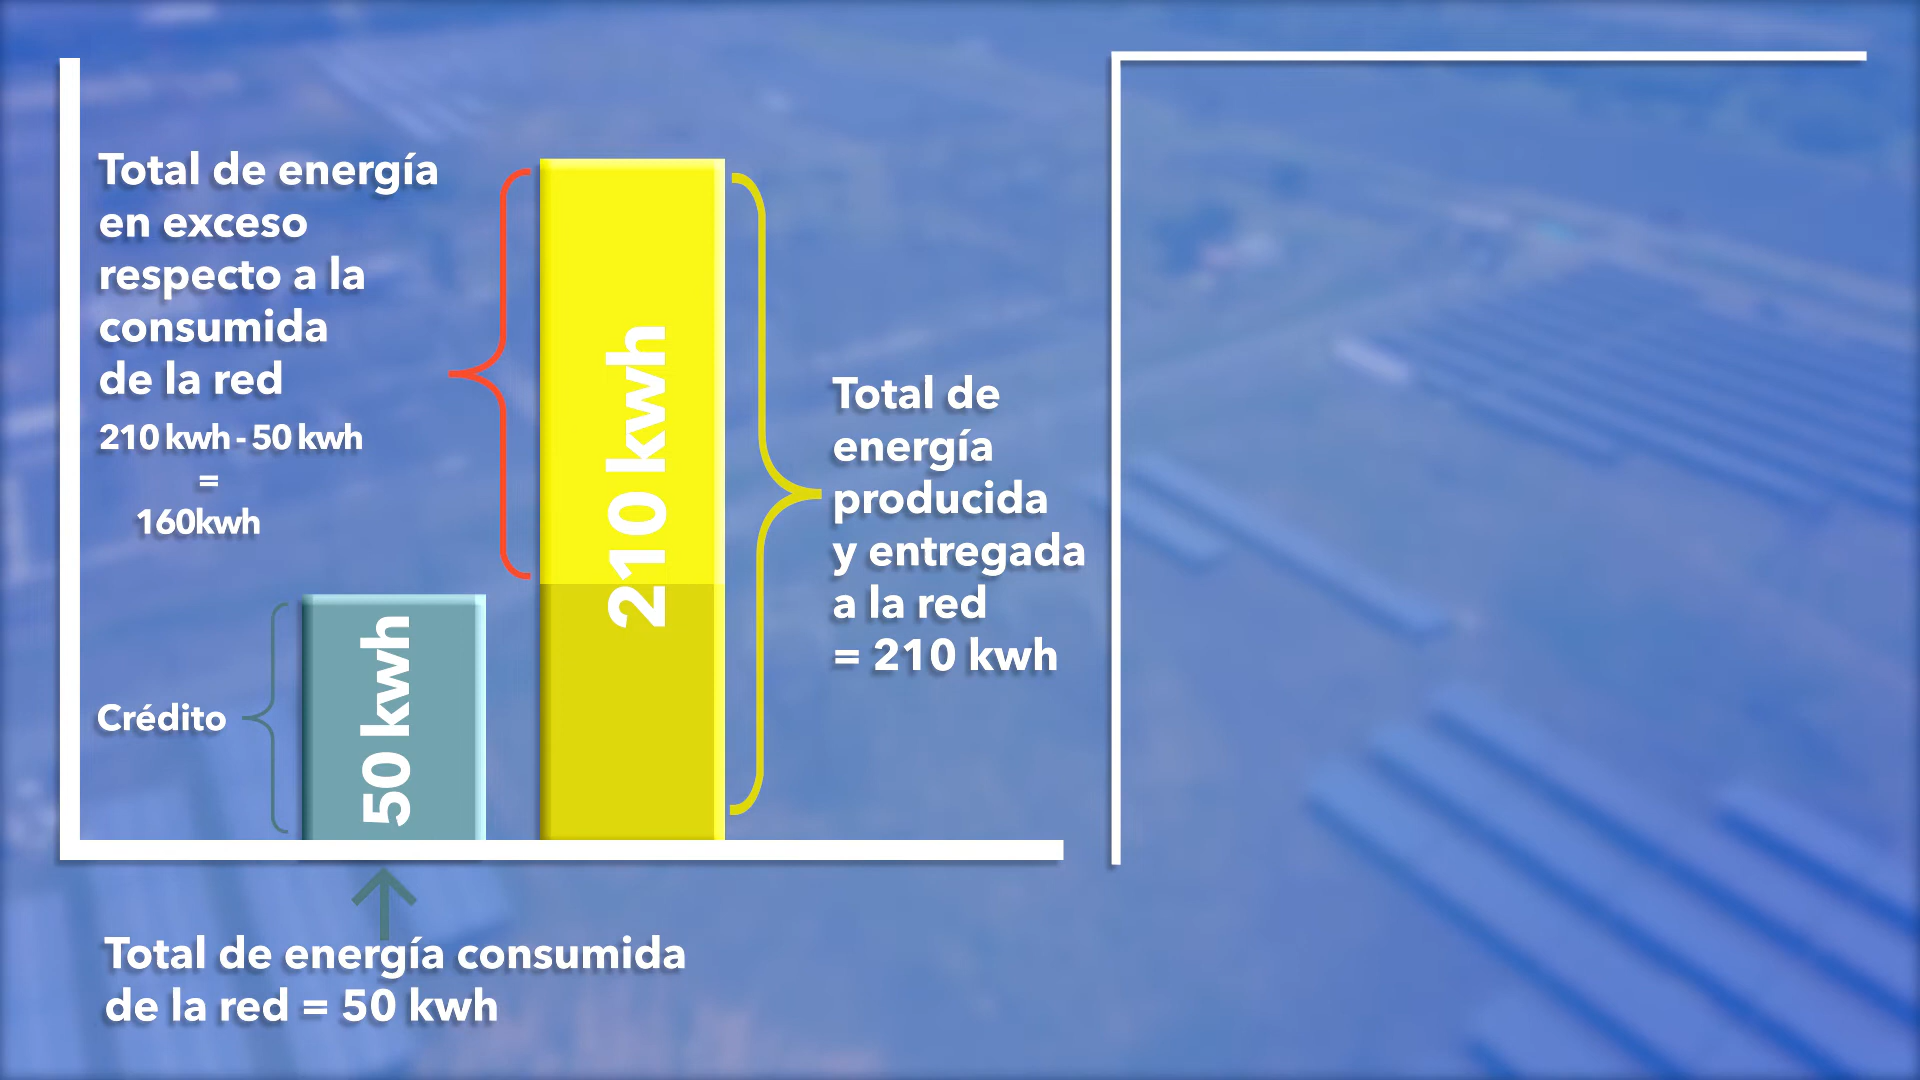 Total de energía
en exceso
respecto a la
consumida
de la red
210 kwh - 50 kwh
=
160kwh
Crédito
50 kwh
210 kwh
Total de
energía
producida
y entregada
a la red
= 210 kwh
Total de energía consumida
de la red = 50 kwh